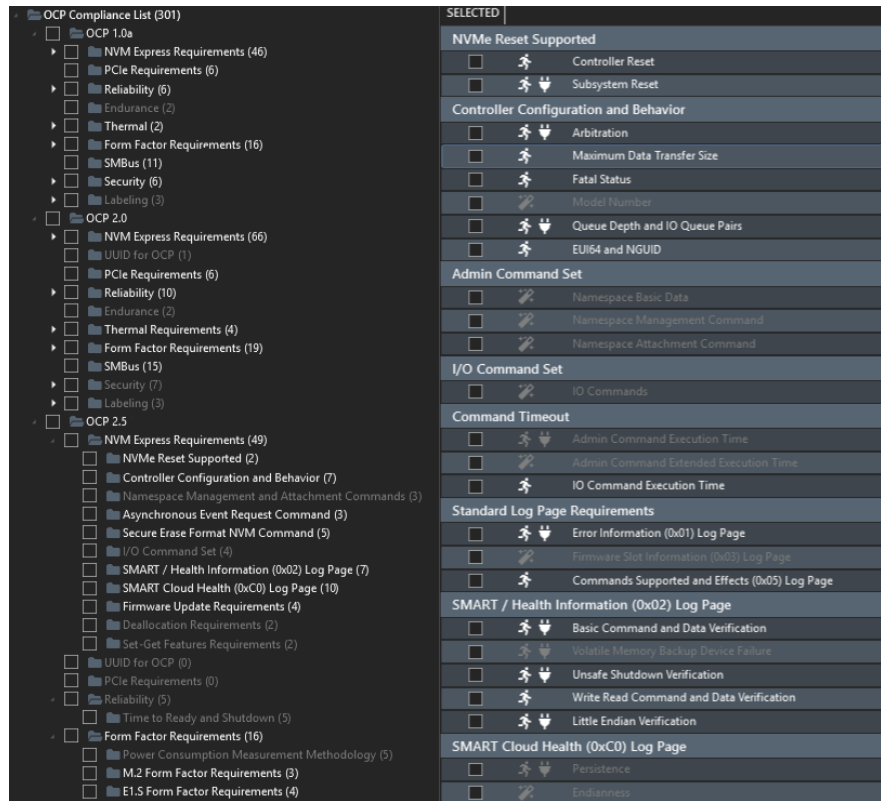 OCP Compliance List (301)
OCP 1.0a
NVM Express Requirements (46)
PCIe Requirements (6)
Reliability (6)
Endurance (2)
Thermal (2)
Form Factor Requirements (16)
SMBus (11)
Security (6)
Labeling (3)
OCP 2.0
NVM Express Requirements (66)
UUID for OCP (1)
PCIe Requirements (6)
Reliability (10)
Endurance (2)
Thermal Requirements (4)
Form Factor Requirements (19)
SMBus (15)
Security (7)
Labeling (3)
OCP 2.5
NVM Express Requirements (49)
NVMe Reset Supported (2)
Controller Configuration and Behavior (7)
Namespace Management and Attachment Commands (3)
Asynchronous Event Request Command (3)
Secure Erase Format NVM Command (5)
I/O Command Set (4)
SMART / Health Information (0x02) Log Page (7)
SMART Cloud Health (0xC0) Log Page (10)
Firmware Update Requirements (4)
Deallocation Requirements (2)
Set-Get Features Requirements (2)
UUID for OCP (0)
PCIe Requirements (0)
Reliability (5)
Time to Ready and Shutdown (5)
Form Factor Requirements (16)
Power Consumption Measurement Methodology (5)
M.2 Form Factor Requirements (3)
E1.S Form Factor Requirements (4)
SELECTED
NVMe Reset Supported
Controller Reset
Subsystem Reset
Controller Configuration and Behavior
Arbitration
Maximum Data Transfer Size
Fatal Status
Model Number
Queue Depth and IO Queue Pairs
EUI64 and NGUID
Admin Command Set
Namespace Basic Data
Namespace Management Command
Namespace Attachment Command
I/O Command Set
IO Commands
Command Timeout
Admin Command Execution Time
Admin Command Extended Execution Time
IO Command Execution Time
Standard Log Page Requirements
Error Information (0x01) Log Page
Firmware Slot Information (0x03) Log Page
Commands Supported and Effects (0x05) Log Page
SMART / Health Information (0x02) Log Page
Basic Command and Data Verification
Volatile Memory Backup Device Failure
Unsafe Shutdown Verification
Write Read Command and Data Verification
Little Endian Verification
SMART Cloud Health (0xC0) Log Page
Persistence
Endianness